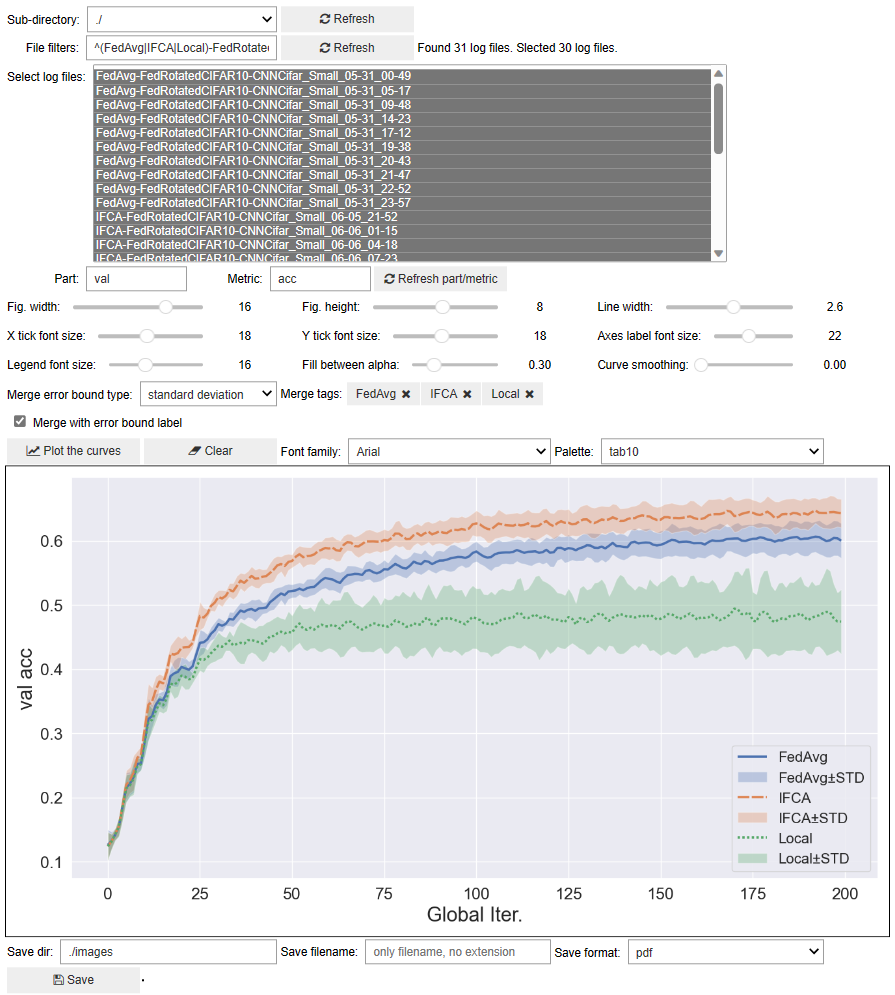 Sub-directory: ./ Refresh
File filters: ^(FedAvg|IFCA|Local)-FedRotate Refresh Found 31 log files. Slected 30 log files.
Select log files:
FedAvg-FedRotatedCIFAR10-CNNCifar_Small_05-31_00-49
FedAvg-FedRotatedCIFAR10-CNNCifar_Small_05-31_05-17
FedAvg-FedRotatedCIFAR10-CNNCifar_Small_05-31_09-48
FedAvg-FedRotatedCIFAR10-CNNCifar_Small_05-31_14-23
FedAvg-FedRotatedCIFAR10-CNNCifar_Small_05-31_17-12
FedAvg-FedRotatedCIFAR10-CNNCifar_Small_05-31_19-38
FedAvg-FedRotatedCIFAR10-CNNCifar_Small_05-31_20-43
FedAvg-FedRotatedCIFAR10-CNNCifar_Small_05-31_21-47
FedAvg-FedRotatedCIFAR10-CNNCifar_Small_05-31_22-52
FedAvg-FedRotatedCIFAR10-CNNCifar_Small_05-31_23-57
IFCA-FedRotatedCIFAR10-CNNCifar_Small_06-05_21-52
IFCA-FedRotatedCIFAR10-CNNCifar_Small_06-06_01-15
IFCA-FedRotatedCIFAR10-CNNCifar_Small_06-06_04-18
IFCA-FedRotatedCIFAR10-CNNCifar_Small_06-06_07-23
Part: val Metric: acc Refresh part/metric
Fig. width: 16 Fig. height: 8 Line width: 2.6
X tick font size: 18 Y tick font size: 18 Axes label font size: 22
Legend font size: 16 Fill between alpha: 0.30 Curve smoothing: 0.00
Merge error bound type: standard deviation Merge tags: FedAvg IFCA Local
Merge with error bound label
Plot the curves Clear Font family: Arial Palette: tab10
val acc
0.6
0.5
0.4
0.3
0.2
0.1
FedAvg
FedAvg±STD
IFCA
IFCA±STD
Local
Local±STD
0 25 50 75 100 125 150 175 200
Global Iter.
Save dir: ./images Save filename: only filename, no extension Save format: pdf
Save